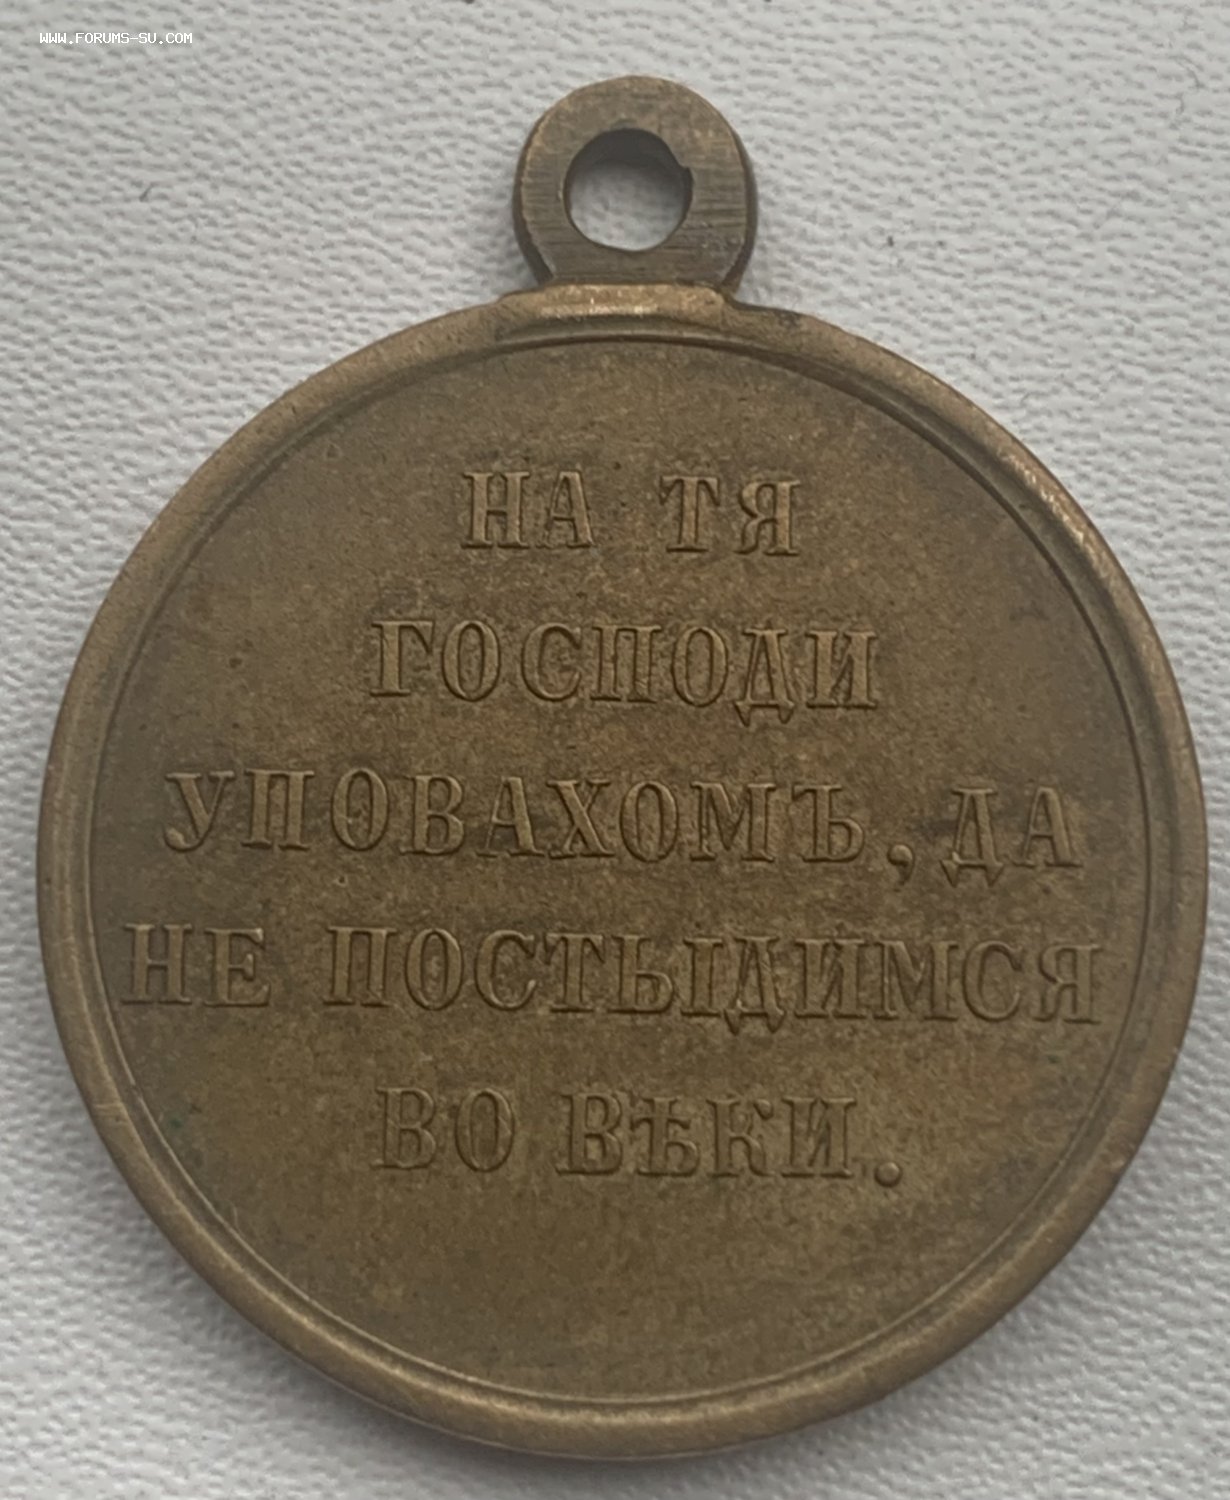 WWW.FORUMS-SU.COM
НА ТЯ
ГОСПОДИ
УПОВАХОМЪ, ДА
НЕ ПОСТЫДИМСЯ
ВО ВѢКИ.